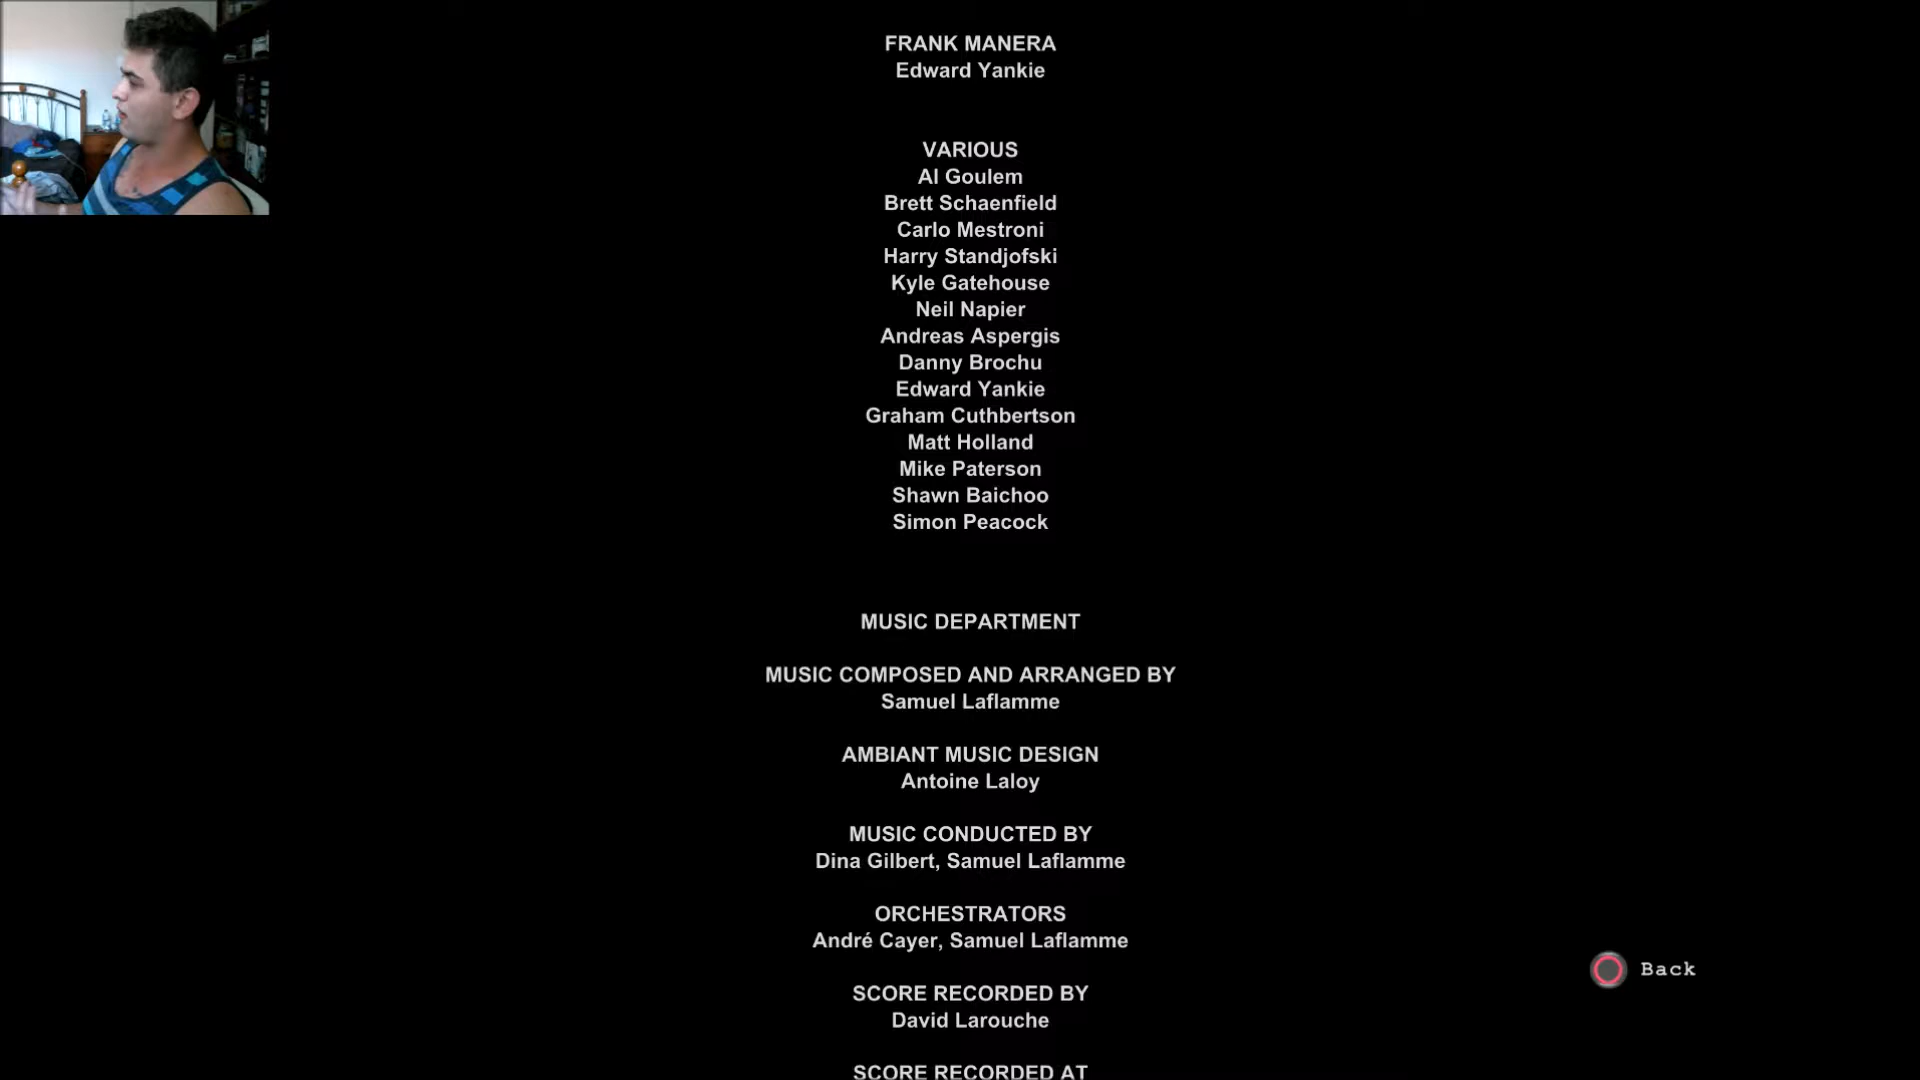 FRANK MANERA
Edward Yankie
VARIOUS
Al Goulem
Brett Schaenfield
Carlo Mestroni
Harry Standjofski
Kyle Gatehouse
Neil Napier
Andreas Aspergis
Danny Brochu
Edward Yankie
Graham Cuthbertson
Matt Holland
Mike Paterson
Shawn Baichoo
Simon Peacock
MUSIC DEPARTMENT
MUSIC COMPOSED AND ARRANGED BY
Samuel Laflamme
AMBIANT MUSIC DESIGN
Antoine Laloy
MUSIC CONDUCTED BY
Dina Gilbert, Samuel Laflamme
ORCHESTRATORS
André Cayer, Samuel Laflamme
Back
SCORE RECORDED BY
David Larouche
SCORE RECORDED AT